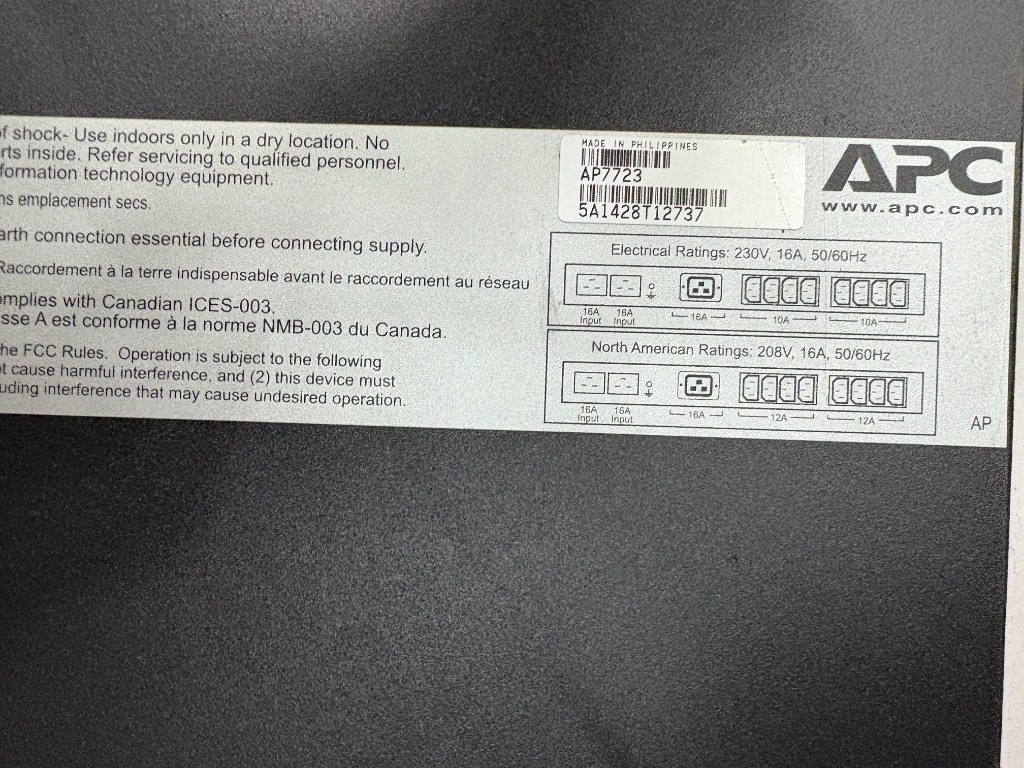 f shock- Use indoors only in a dry location. No
rts inside. Refer servicing to qualified personnel.
formation technology equipment.
ns emplacement secs.
arth connection essential before connecting supply.
Raccordement à la terre indispensable avant le raccordement au réseau
omplies with Canadian ICES-003.
sse A est conforme à la norme NMB-003 du Canada.
he FCC Rules. Operation is subject to the following
t cause harmful interference, and (2) this device must
uding interference that may cause undesired operation.
MADE IN PHILIPPINES
AP7723
5A1428T12737
APC
www.apc.com
Electrical Ratings: 230V, 16A, 50/60Hz
16A 16A 16A 10A 10A
Input Input
North American Ratings: 208V, 16A, 50/60Hz
16A 16A 16A 12A 12A
Input Input
AP